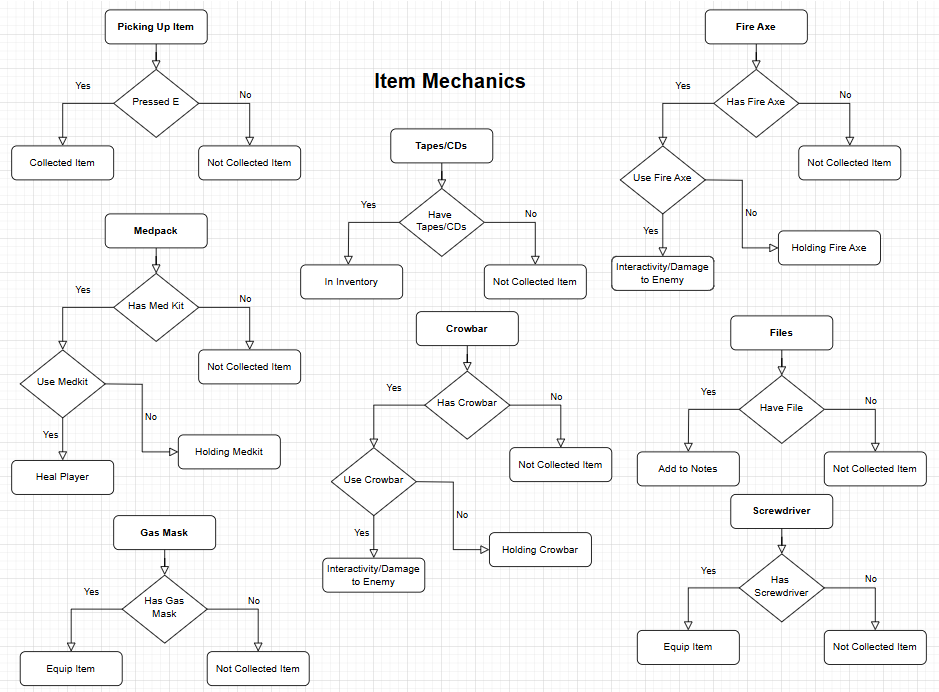 Item Mechanics
Picking Up Item
Pressed E
Yes
No
Collected Item
Not Collected Item
Medpack
Has Med Kit
Yes
No
Not Collected Item
Use Medkit
No
Yes
Holding Medkit
Heal Player
Gas Mask
Has Gas
Mask
Yes
No
Equip Item
Not Collected Item
Tapes/CDs
Have
Tapes/CDs
Yes
No
In Inventory
Not Collected Item
Crowbar
Has Crowbar
Yes
No
Not Collected Item
Use Crowbar
No
Yes
Holding Crowbar
Interactivity/Damage
to Enemy
Fire Axe
Has Fire Axe
Yes
No
Not Collected Item
Use Fire Axe
No
Yes
Holding Fire Axe
Interactivity/Damage
to Enemy
Files
Have File
Yes
No
Add to Notes
Not Collected Item
Screwdriver
Has
Screwdriver
Yes
No
Equip Item
Not Collected Item